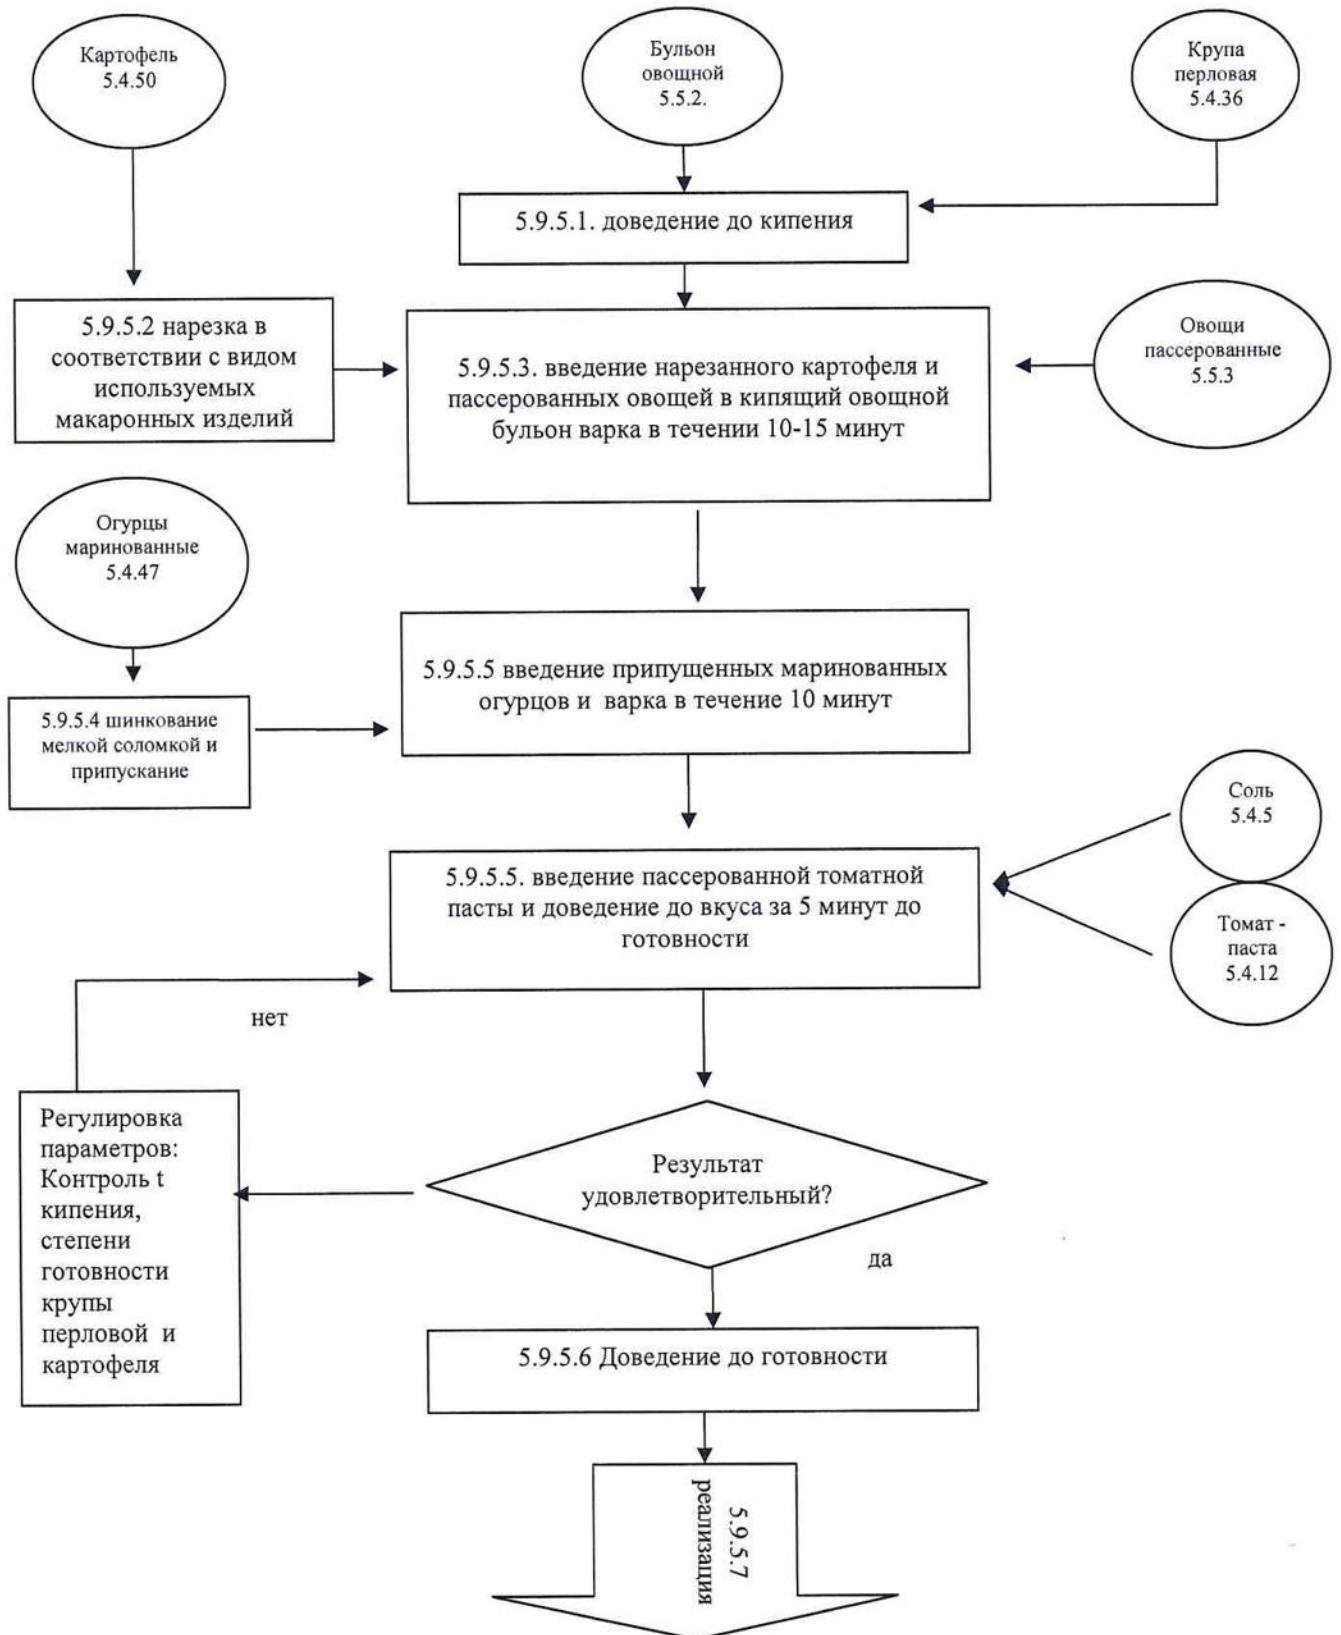 Картофель
5.4.50
Бульон
овощной
5.5.2.
Крупа
перловая
5.4.36
5.9.5.1. доведение до кипения
5.9.5.2 нарезка в
соответствии с видом
используемых
макаронных изделий
5.9.5.3. введение нарезанного картофеля и
пассерованных овощей в кипящий овощной
бульон варка в течении 10-15 минут
Овощи
пассерованные
5.5.3
Огурцы
маринованные
5.4.47
5.9.5.5 введение припущенных маринованных
огурцов и варка в течение 10 минут
5.9.5.4 шинкование
мелкой соломкой и
припускание
Соль
5.4.5
5.9.5.5. введение пассерованной томатной
пасты и доведение до вкуса за 5 минут до
готовности
Томат -
паста
5.4.12
нет
Регулировка
параметров:
Контроль t
кипения,
степени
готовности
крупы
перловой и
картофеля
Результат
удовлетворительный?
да
5.9.5.6 Доведение до готовности
5.9.5.7
реализация